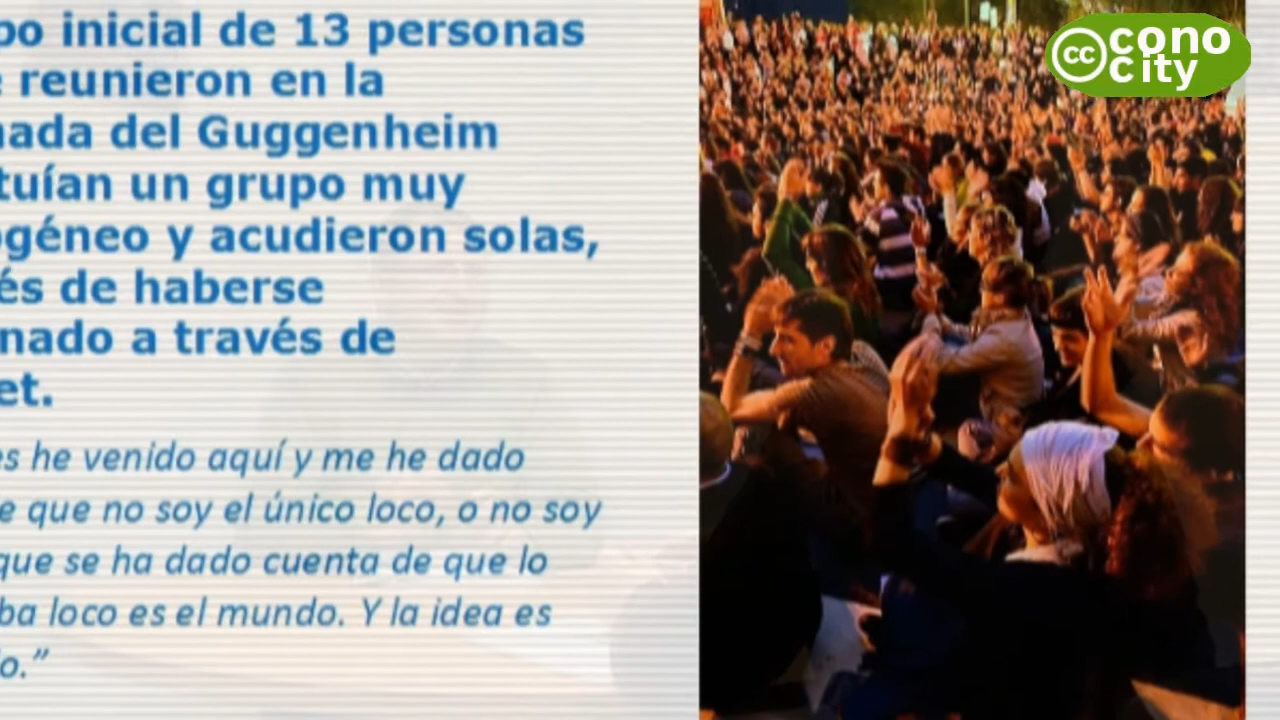 po inicial de 13 personas
e reunieron en la
nada del Guggenheim
tuían un grupo muy
ogéneo y acudieron solas,
és de haberse
nado a través de
et.
es he venido aquí y me he dado
e que no soy el único loco, o no soy
que se ha dado cuenta de que lo
ba loco es el mundo. Y la idea es
lo.”
cc cono
city